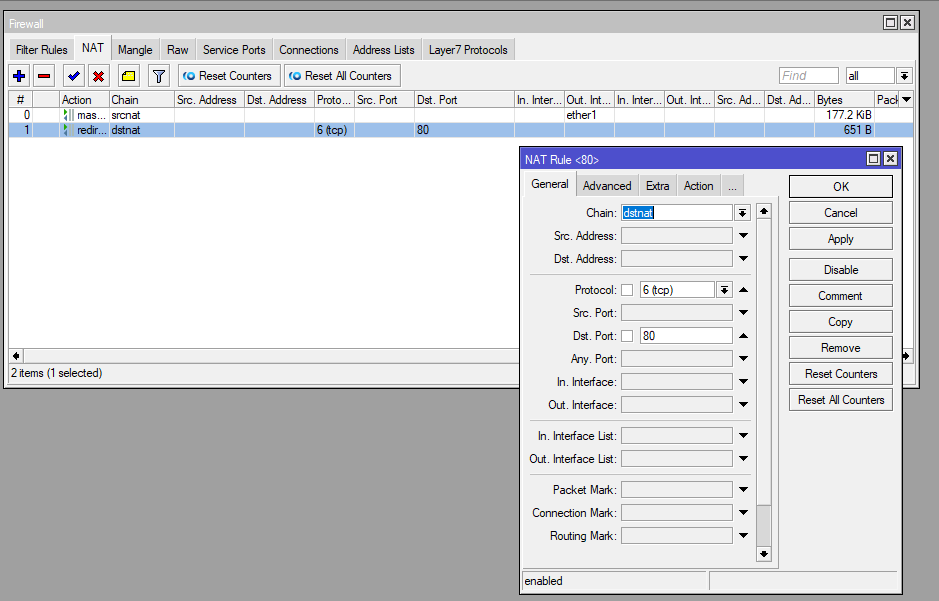 Firewall
Filter Rules NAT Mangle Raw Service Ports Connections Address Lists Layer7 Protocols
Reset Counters Reset All Counters Find all
# Action Chain Src. Address Dst. Address Proto... Src. Port Dst. Port In. Inter... Out. Int... In. Inter... Out. Int... Src. Ad... Dst. Ad... Bytes Pack
0 mas... srcnat ether1 177.2 KiB
1 redir... dstnat 6 (tcp) 80 651 B
2 items (1 selected)
NAT Rule <80>
General Advanced Extra Action ...
Chain: dstnat
Src. Address:
Dst. Address:
Protocol: 6 (tcp)
Src. Port:
Dst. Port: 80
Any. Port:
In. Interface:
Out. Interface:
In. Interface List:
Out. Interface List:
Packet Mark:
Connection Mark:
Routing Mark:
OK
Cancel
Apply
Disable
Comment
Copy
Remove
Reset Counters
Reset All Counters
enabled